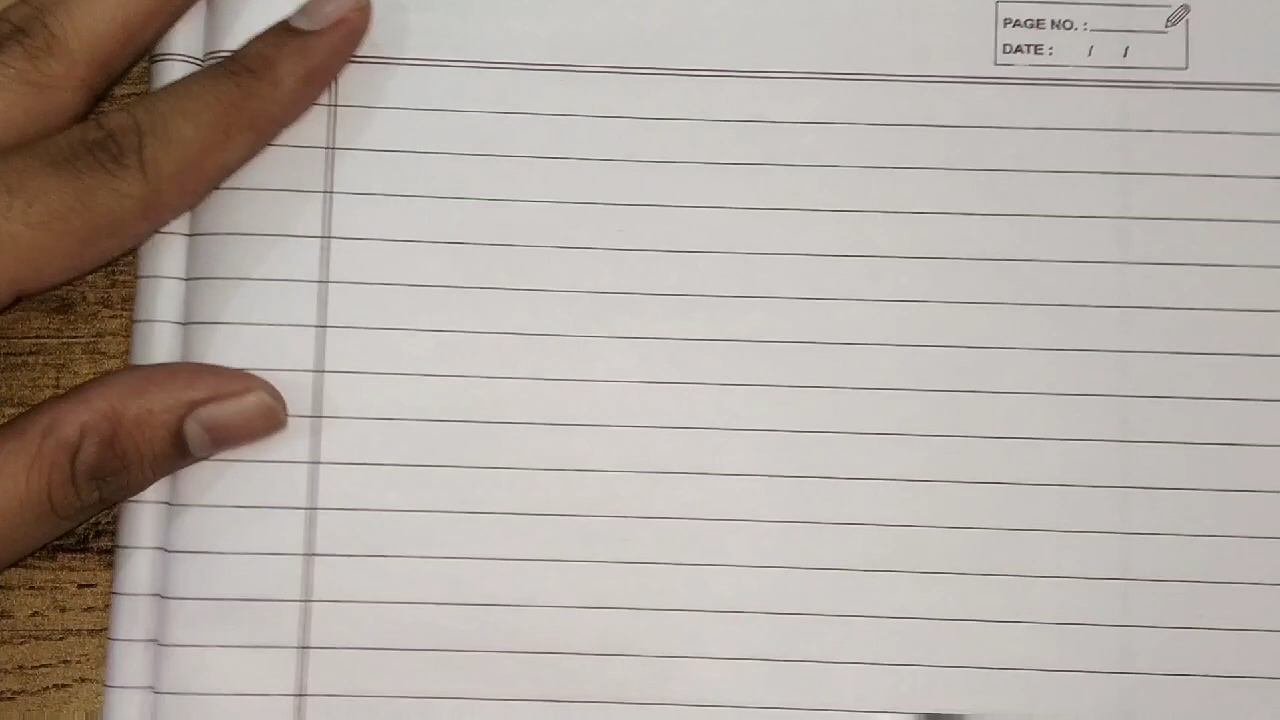 PAGE NO. :
DATE : / /